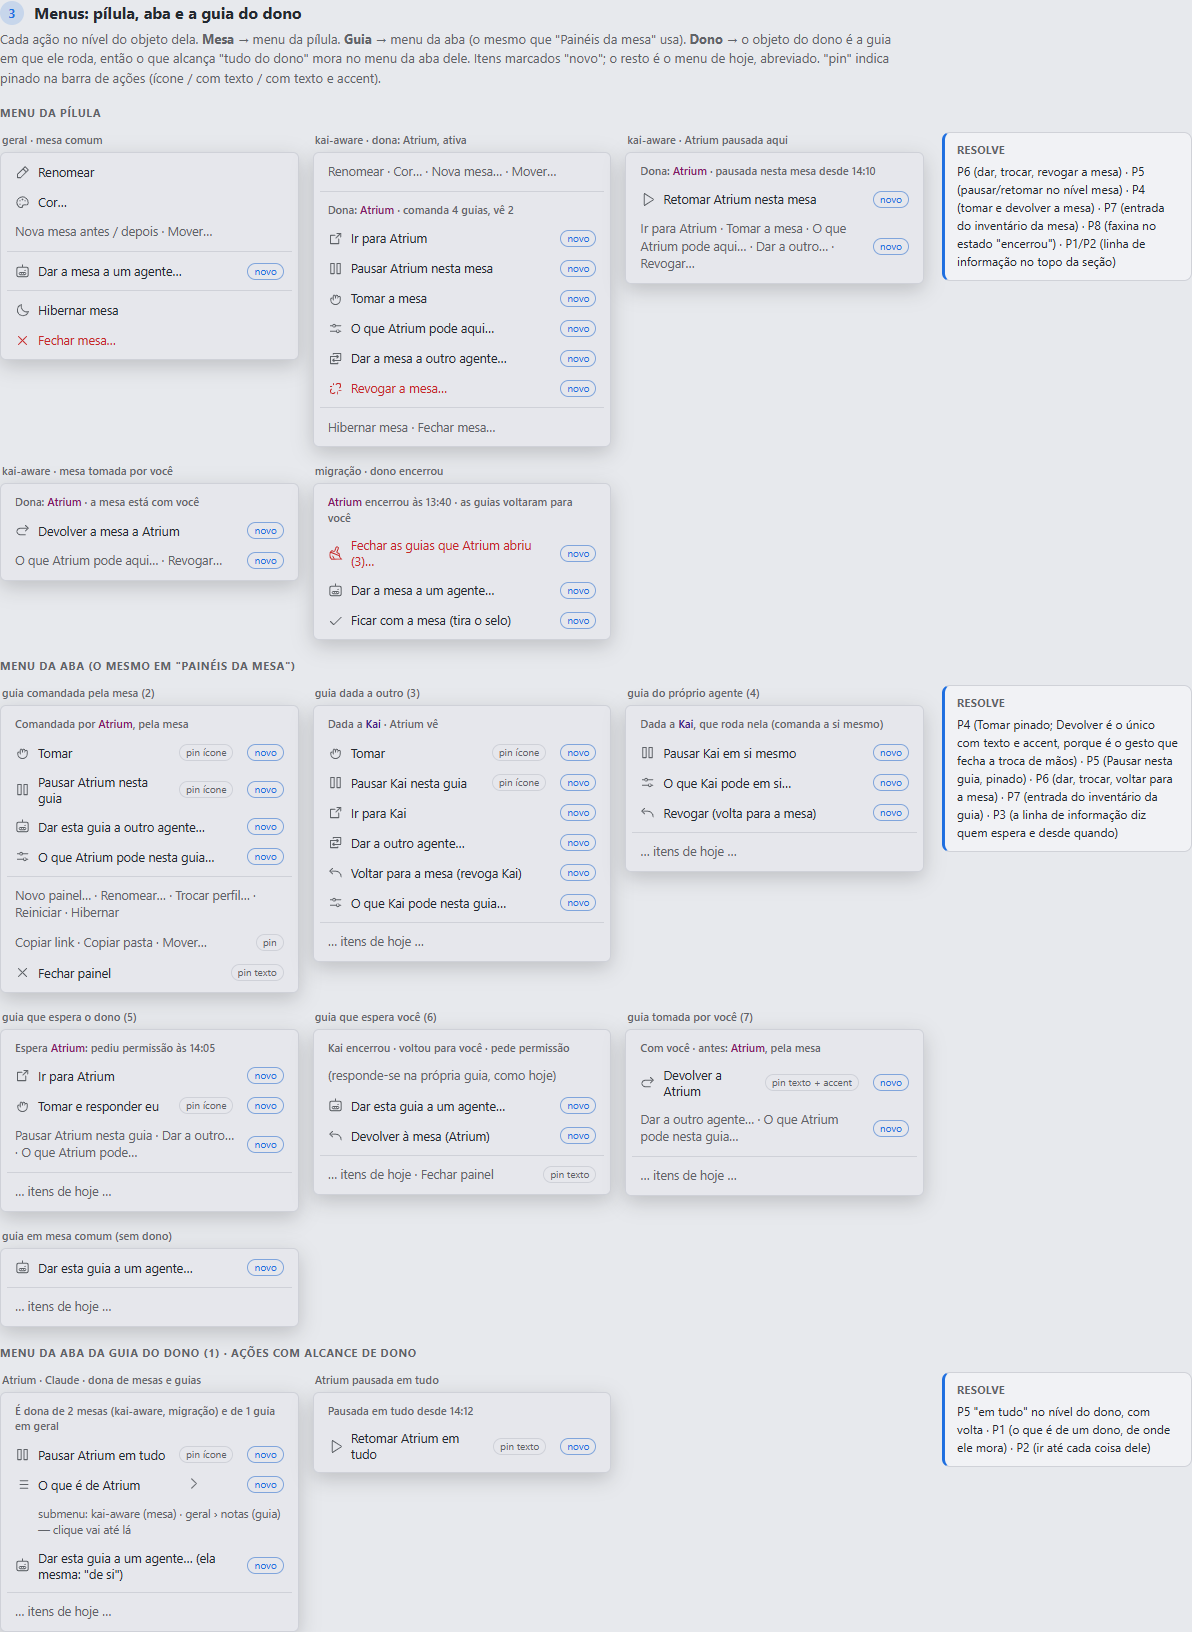 3 Menus: pílula, aba e a guia do dono
Cada ação no nível do objeto dela. Mesa → menu da pílula. Guia → menu da aba (o mesmo que "Painéis da mesa" usa). Dono → o objeto do dono é a guia
em que ele roda, então o que alcança "tudo do dono" mora no menu da aba dele. Itens marcados "novo"; o resto é o menu de hoje, abreviado. "pin" indica
pinado na barra de ações (ícone / com texto / com texto e accent).
MENU DA PÍLULA
geral · mesa comum
Renomear
Cor...
Nova mesa antes / depois · Mover...
Dar a mesa a um agente... novo
Hibernar mesa
Fechar mesa...
kai-aware · dona: Atrium, ativa
Renomear · Cor... · Nova mesa... · Mover...
Dona: Atrium · comanda 4 guias, vê 2
Ir para Atrium novo
Pausar Atrium nesta mesa novo
Tomar a mesa novo
O que Atrium pode aqui... novo
Dar a mesa a outro agente... novo
Revogar a mesa... novo
Hibernar mesa · Fechar mesa...
kai-aware · Atrium pausada aqui
Dona: Atrium · pausada nesta mesa desde 14:10
Retomar Atrium nesta mesa novo
Ir para Atrium · Tomar a mesa · O que
Atrium pode aqui... · Dar a outro... · novo
Revogar...
RESOLVE
P6 (dar, trocar, revogar a mesa) · P5
(pausar/retomar no nível mesa) · P4
(tomar e devolver a mesa) · P7 (entrada
do inventário da mesa) · P8 (faxina no
estado "encerrou") · P1/P2 (linha de
informação no topo da seção)
kai-aware · mesa tomada por você
Dona: Atrium · a mesa está com você
Devolver a mesa a Atrium novo
O que Atrium pode aqui... · Revogar... novo
migração · dono encerrou
Atrium encerrou às 13:40 · as guias voltaram para
você
Fechar as guias que Atrium abriu
(3)... novo
Dar a mesa a um agente... novo
Ficar com a mesa (tira o selo) novo
MENU DA ABA (O MESMO EM "PAINÉIS DA MESA")
guia comandada pela mesa (2)
Comandada por Atrium, pela mesa
Tomar pin ícone novo
Pausar Atrium nesta
guia pin ícone novo
Dar esta guia a outro agente... novo
O que Atrium pode nesta guia... novo
Novo painel... · Renomear... · Trocar perfil... ·
Reiniciar · Hibernar
Copiar link · Copiar pasta · Mover... pin
Fechar painel pin texto
guia dada a outro (3)
Dada a Kai · Atrium vê
Tomar pin ícone novo
Pausar Kai nesta guia pin ícone novo
Ir para Kai novo
Dar a outro agente... novo
Voltar para a mesa (revoga Kai) novo
O que Kai pode nesta guia... novo
... itens de hoje ...
guia do próprio agente (4)
Dada a Kai, que roda nela (comanda a si mesmo)
Pausar Kai em si mesmo novo
O que Kai pode em si... novo
Revogar (volta para a mesa) novo
... itens de hoje ...
RESOLVE
P4 (Tomar pinado; Devolver é o único
com texto e accent, porque é o gesto que
fecha a troca de mãos) · P5 (Pausar nesta
guia, pinado) · P6 (dar, trocar, voltar para
a mesa) · P7 (entrada do inventário da
guia) · P3 (a linha de informação diz
quem espera e desde quando)
guia que espera o dono (5)
Espera Atrium: pediu permissão às 14:05
Ir para Atrium novo
Tomar e responder eu pin ícone novo
Pausar Atrium nesta guia · Dar a outro...
· O que Atrium pode... novo
... itens de hoje ...
guia que espera você (6)
Kai encerrou · voltou para você · pede permissão
(responde-se na própria guia, como hoje)
Dar esta guia a um agente... novo
Devolver à mesa (Atrium) novo
... itens de hoje · Fechar painel pin texto
guia tomada por você (7)
Com você · antes: Atrium, pela mesa
Devolver a
Atrium pin texto + accent novo
Dar a outro agente... · O que Atrium
pode nesta guia... novo
... itens de hoje ...
guia em mesa comum (sem dono)
Dar esta guia a um agente... novo
... itens de hoje ...
MENU DA ABA DA GUIA DO DONO (1) · AÇÕES COM ALCANCE DE DONO
Atrium · Claude · dona de mesas e guias
É dona de 2 mesas (kai-aware, migração) e de 1 guia
em geral
Pausar Atrium em tudo pin ícone novo
O que é de Atrium novo
submenu: kai-aware (mesa) · geral › notas (guia)
— clique vai até lá
Dar esta guia a um agente... (ela
mesma: "de si") novo
... itens de hoje ...
Atrium pausada em tudo
Pausada em tudo desde 14:12
Retomar Atrium em
tudo pin texto novo
RESOLVE
P5 "em tudo" no nível do dono, com
volta · P1 (o que é de um dono, de onde
ele mora) · P2 (ir até cada coisa dele)